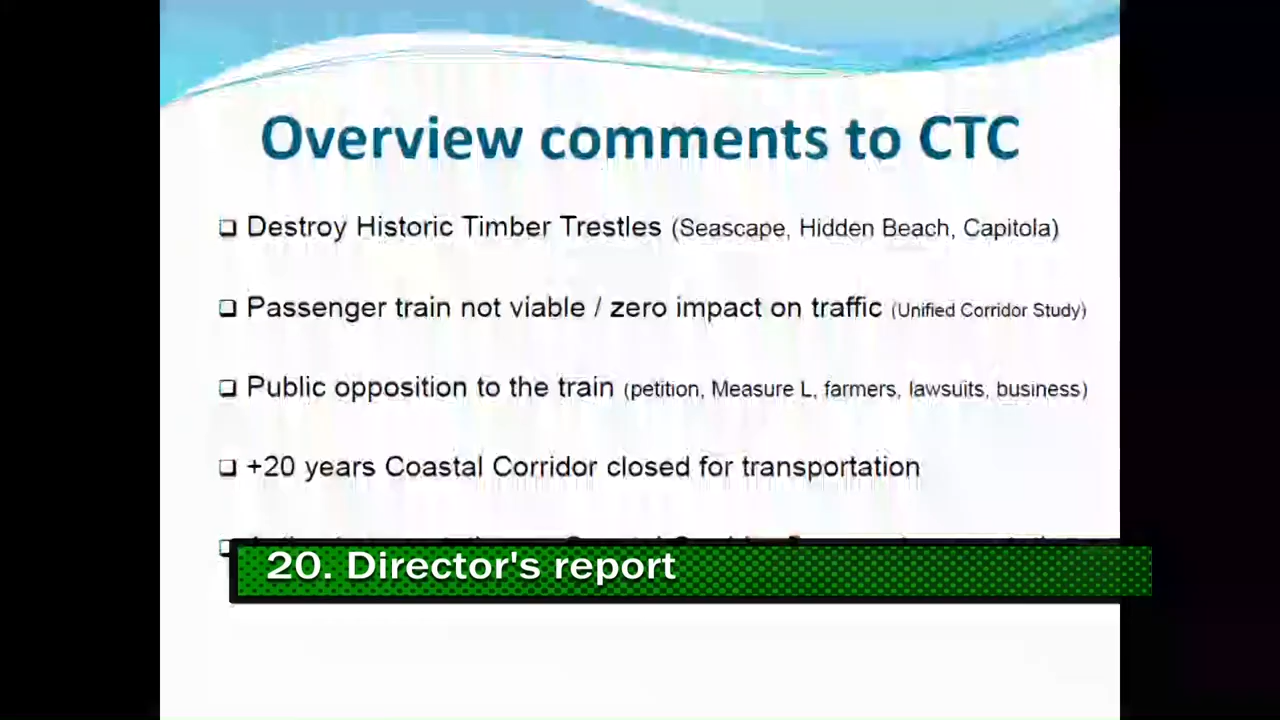 Overview comments to CTC
❑ Destroy Historic Timber Trestles (Seascape, Hidden Beach, Capitola)
❑ Passenger train not viable / zero impact on traffic (Unified Corridor Study)
❑ Public opposition to the train (petition, Measure L, farmers, lawsuits, business)
❑ +20 years Coastal Corridor closed for transportation
20. Director's report